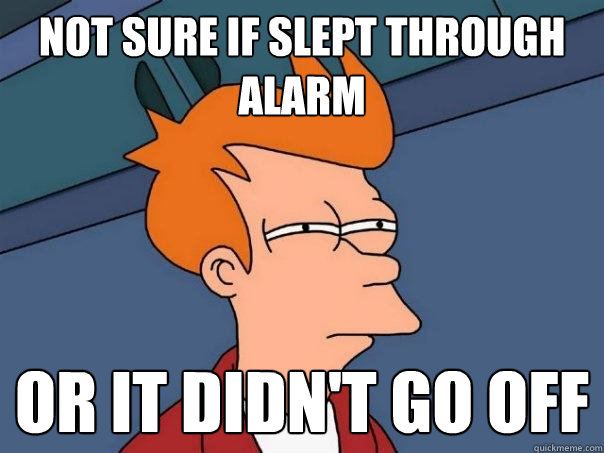 NOT SURE IF SLEPT THROUGH
ALARM
OR IT DIDN'T GO OFF
quickmeme.com